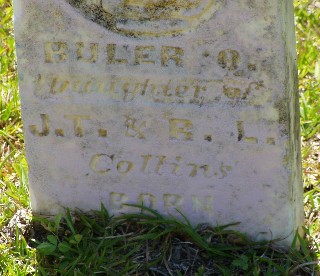 RULER O.
Daughter of
J.T. & R. L.
Collins
BORN